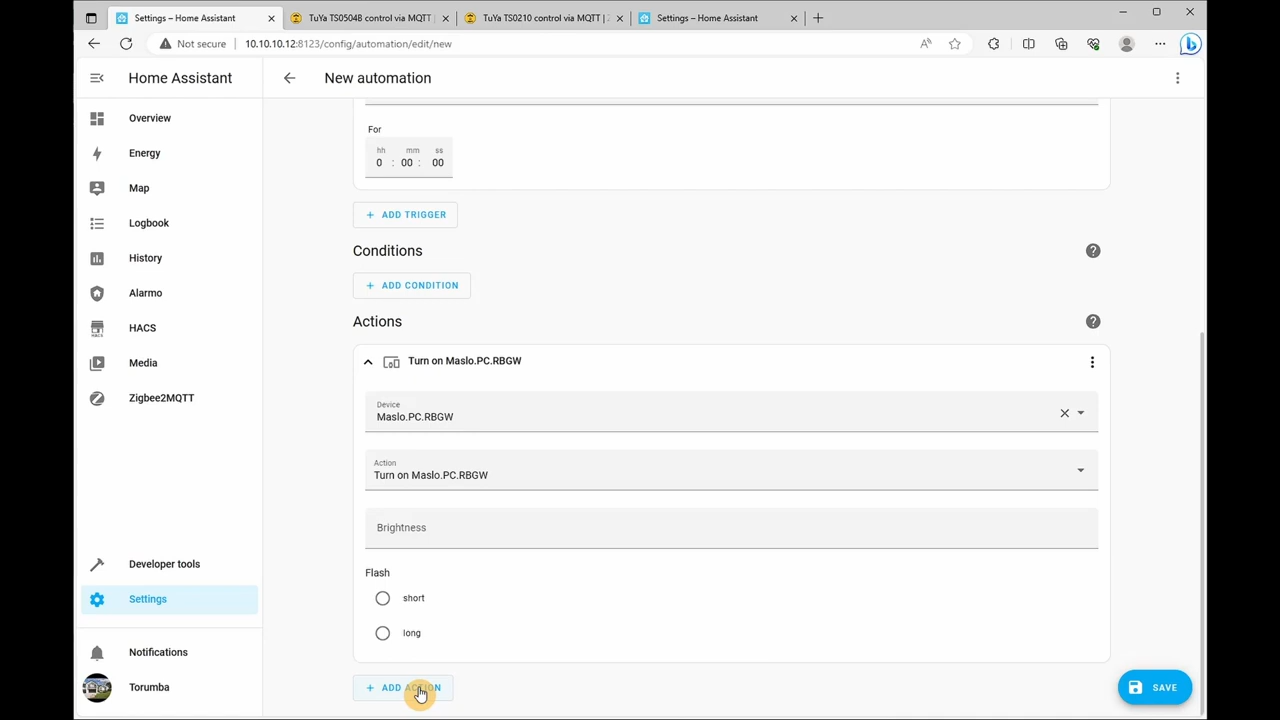 Settings – Home Assistant
TuYa TS0504B control via MQTT |
TuYa TS0210 control via MQTT |
Settings – Home Assistant
Not secure
10.10.10.12:8123/config/automation/edit/new
Home Assistant
New automation
Overview
Energy
Map
Logbook
History
Alarmo
HACS
HACS
Media
Zigbee2MQTT
Developer tools
Settings
Notifications
Torumba
For
hh mm ss
0 : 00 : 00
ADD TRIGGER
Conditions
ADD CONDITION
Actions
Turn on Maslo.PC.RBGW
Device
Maslo.PC.RBGW
Action
Turn on Maslo.PC.RBGW
Brightness
Flash
short
long
ADD ACTION
SAVE